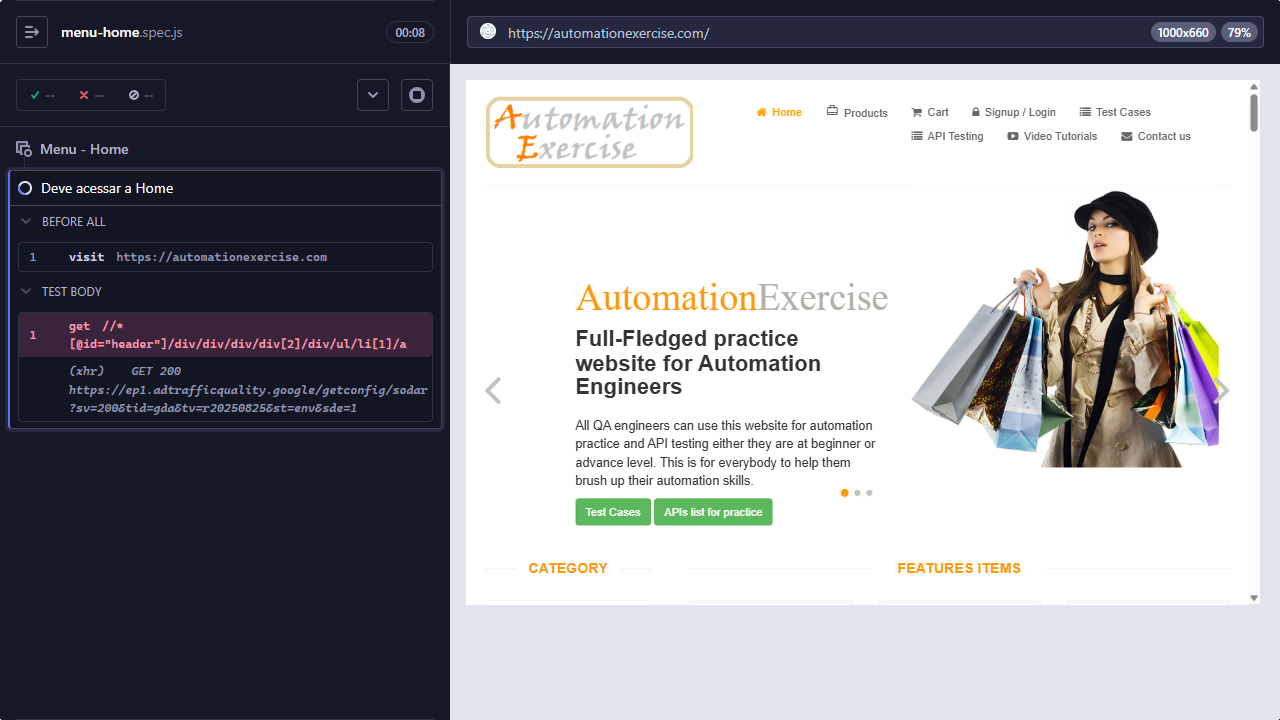 menu-home.spec.js
00:08
--
--
--
Menu - Home
Deve acessar a Home
BEFORE ALL
1 visit https://automationexercise.com
TEST BODY
1 get //*
[@id="header"]/div/div/div/div[2]/div/ul/li[1]/a
(xhr) GET 200
https://ep1.adtrafficquality.google/getconfig/sodar
?sv=200&tid=gda&tv=r20250825&st=env&sde=1
https://automationexercise.com/
1000x660
79%
Automation
Exercise
Home Products Cart Signup / Login Test Cases
API Testing Video Tutorials Contact us
AutomationExercise
Full-Fledged practice
website for Automation
Engineers
All QA engineers can use this website for automation
practice and API testing either they are at beginner or
advance level. This is for everybody to help them
brush up their automation skills.
Test Cases
APIs list for practice
CATEGORY
FEATURES ITEMS